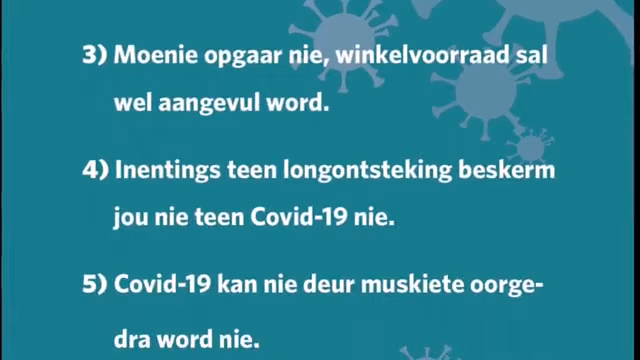 3) Moenie opgaar nie, winkelvoorraad sal
wel aangevul word.
4) Inentings teen longontsteking beskerm
jou nie teen Covid-19 nie.
5) Covid-19 kan nie deur muskiete oorge-
dra word nie.